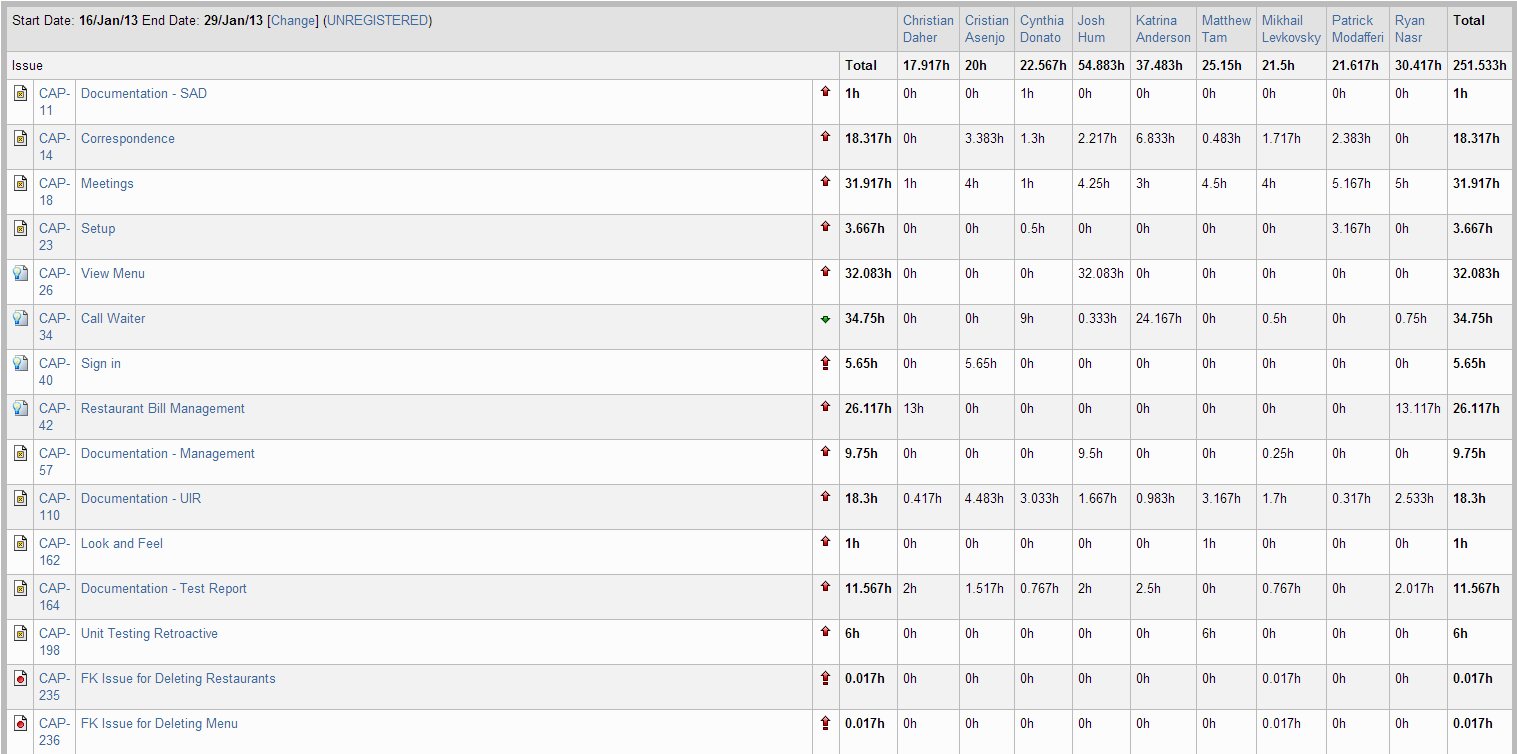 Start Date: 16/Jan/13 End Date: 29/Jan/13 [Change] (UNREGISTERED) Christian Daher Cristian Asenjo Cynthia Donato Josh Hum Katrina Anderson Matthew Tam Mikhail Levkovsky Patrick Modafferi Ryan Nasr Total
Issue Total 17.917h 20h 22.567h 54.883h 37.483h 25.15h 21.5h 21.617h 30.417h 251.533h
CAP-11 Documentation - SAD 1h 0h 0h 1h 0h 0h 0h 0h 0h 0h 1h
CAP-14 Correspondence 18.317h 0h 3.383h 1.3h 2.217h 6.833h 0.483h 1.717h 2.383h 0h 18.317h
CAP-18 Meetings 31.917h 1h 4h 1h 4.25h 3h 4.5h 4h 5.167h 5h 31.917h
CAP-23 Setup 3.667h 0h 0h 0.5h 0h 0h 0h 0h 3.167h 0h 3.667h
CAP-26 View Menu 32.083h 0h 0h 0h 32.083h 0h 0h 0h 0h 0h 32.083h
CAP-34 Call Waiter 34.75h 0h 0h 9h 0.333h 24.167h 0h 0.5h 0h 0.75h 34.75h
CAP-40 Sign in 5.65h 0h 5.65h 0h 0h 0h 0h 0h 0h 0h 5.65h
CAP-42 Restaurant Bill Management 26.117h 13h 0h 0h 0h 0h 0h 0h 0h 13.117h 26.117h
CAP-57 Documentation - Management 9.75h 0h 0h 0h 9.5h 0h 0h 0.25h 0h 0h 9.75h
CAP-110 Documentation - UIR 18.3h 0.417h 4.483h 3.033h 1.667h 0.983h 3.167h 1.7h 0.317h 2.533h 18.3h
CAP-162 Look and Feel 1h 0h 0h 0h 0h 0h 1h 0h 0h 0h 1h
CAP-164 Documentation - Test Report 11.567h 2h 1.517h 0.767h 2h 2.5h 0h 0.767h 0h 2.017h 11.567h
CAP-198 Unit Testing Retroactive 6h 0h 0h 0h 0h 0h 6h 0h 0h 0h 6h
CAP-235 FK Issue for Deleting Restaurants 0.017h 0h 0h 0h 0h 0h 0h 0.017h 0h 0h 0.017h
CAP-236 FK Issue for Deleting Menu 0.017h 0h 0h 0h 0h 0h 0h 0.017h 0h 0h 0.017h